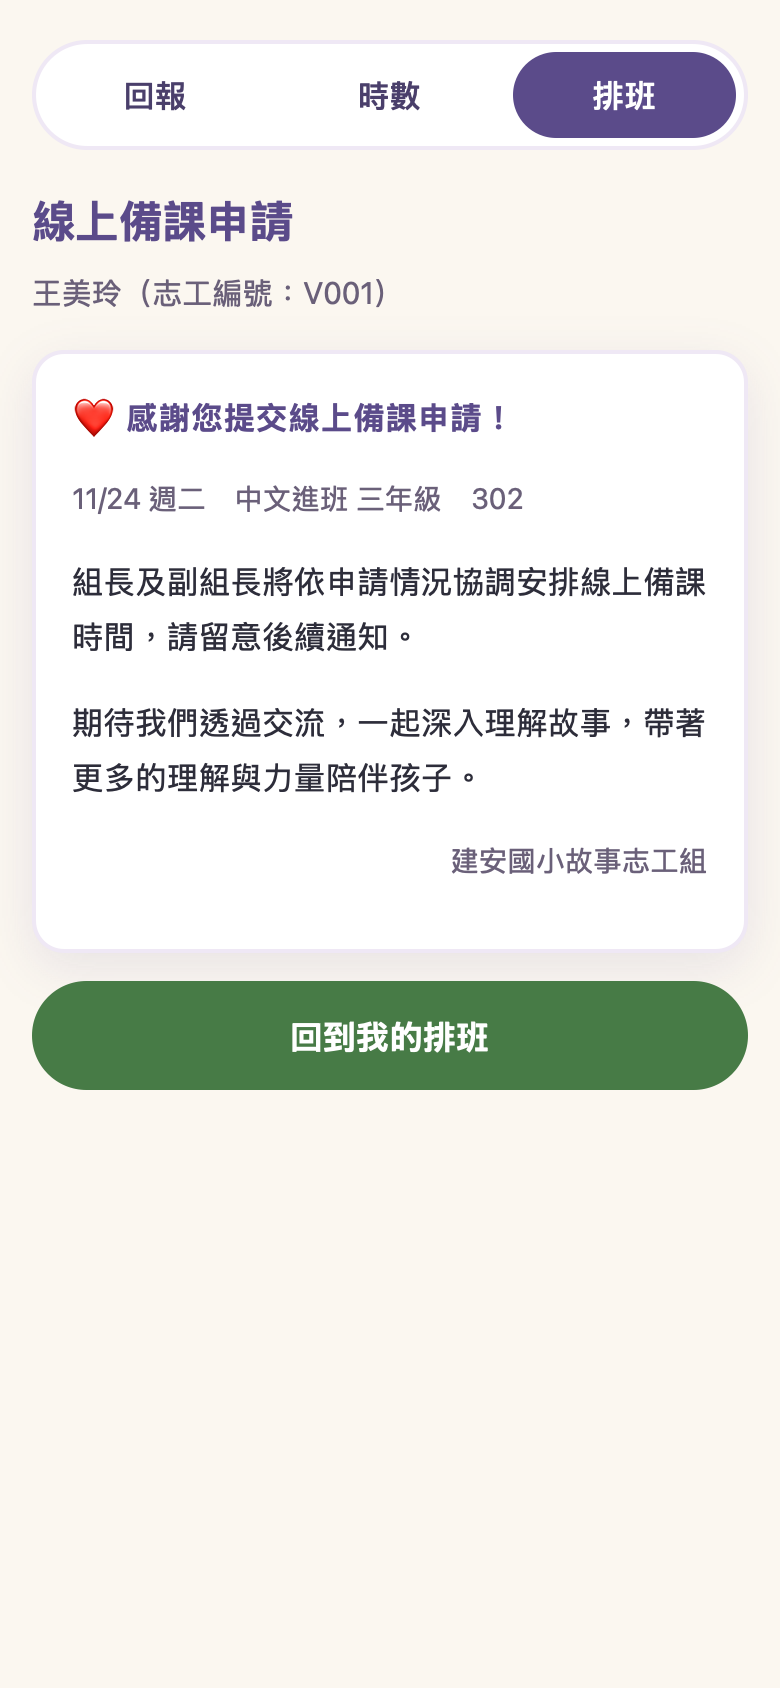 回報
時數
排班
線上備課申請
王美玲（志工編號：V001）
❤️ 感謝您提交線上備課申請！
11/24 週二　中文進班 三年級　302
組長及副組長將依申請情況協調安排線上備課
時間，請留意後續通知。
期待我們透過交流，一起深入理解故事，帶著
更多的理解與力量陪伴孩子。
建安國小故事志工組
回到我的排班